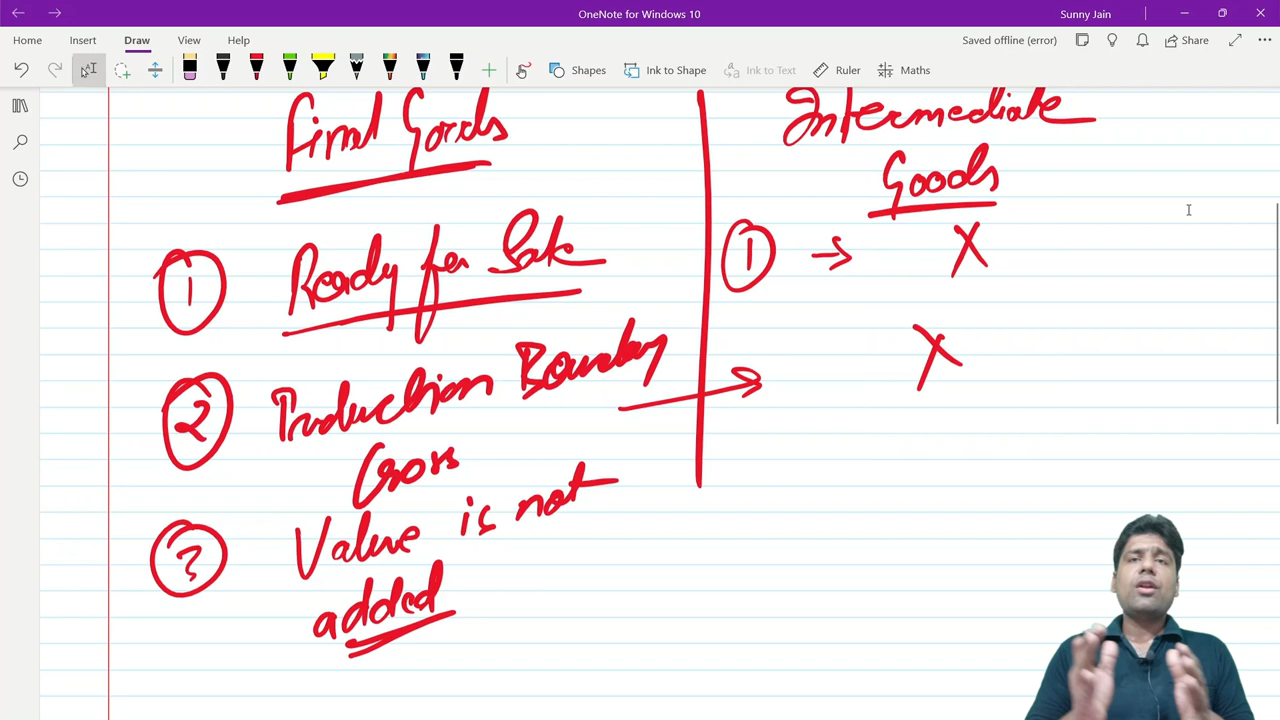 OneNote for Windows 10
Sunny Jain
Home Insert Draw View Help
Saved offline (error)
Share
Shapes
Ink to Shape
Ink to Text
Ruler
Maths
Final Goods
① Ready for Sale
② Production Boundary
Cross
③ Value is not
added
Intermediate
Goods
① → X
X